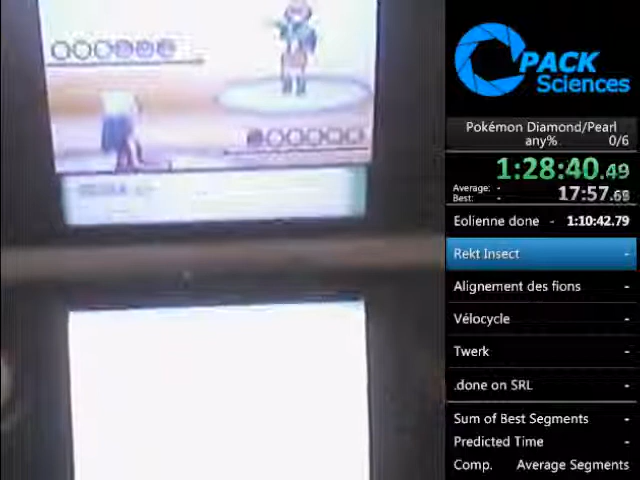 PACK
Sciences
Pokémon Diamond/Pearl
any% 0/6
1:28:40.49
Average: -
Best: -
17:57.68
Eolienne done - 1:10:42.79
Rekt Insect -
Alignement des fions -
Vélocycle -
Twerk -
.done on SRL -
Sum of Best Segments -
Predicted Time -
Comp. Average Segments